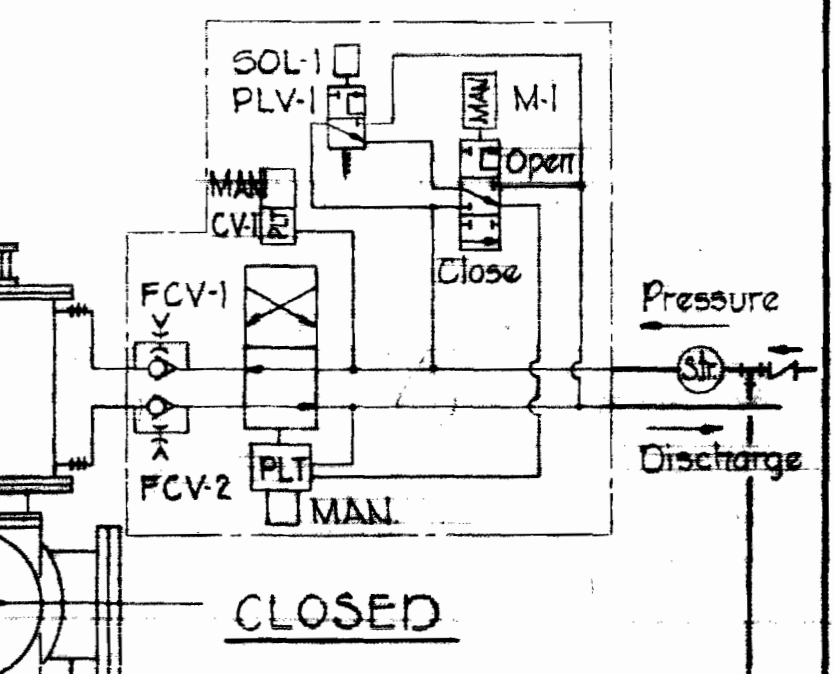 SOL-1
PLV-1
MAN
M-1
Open
MAN
CV-1
Close
FCV-1
Pressure
Str.
Discharge
PLT
FCV-2
MAN.
CLOSED